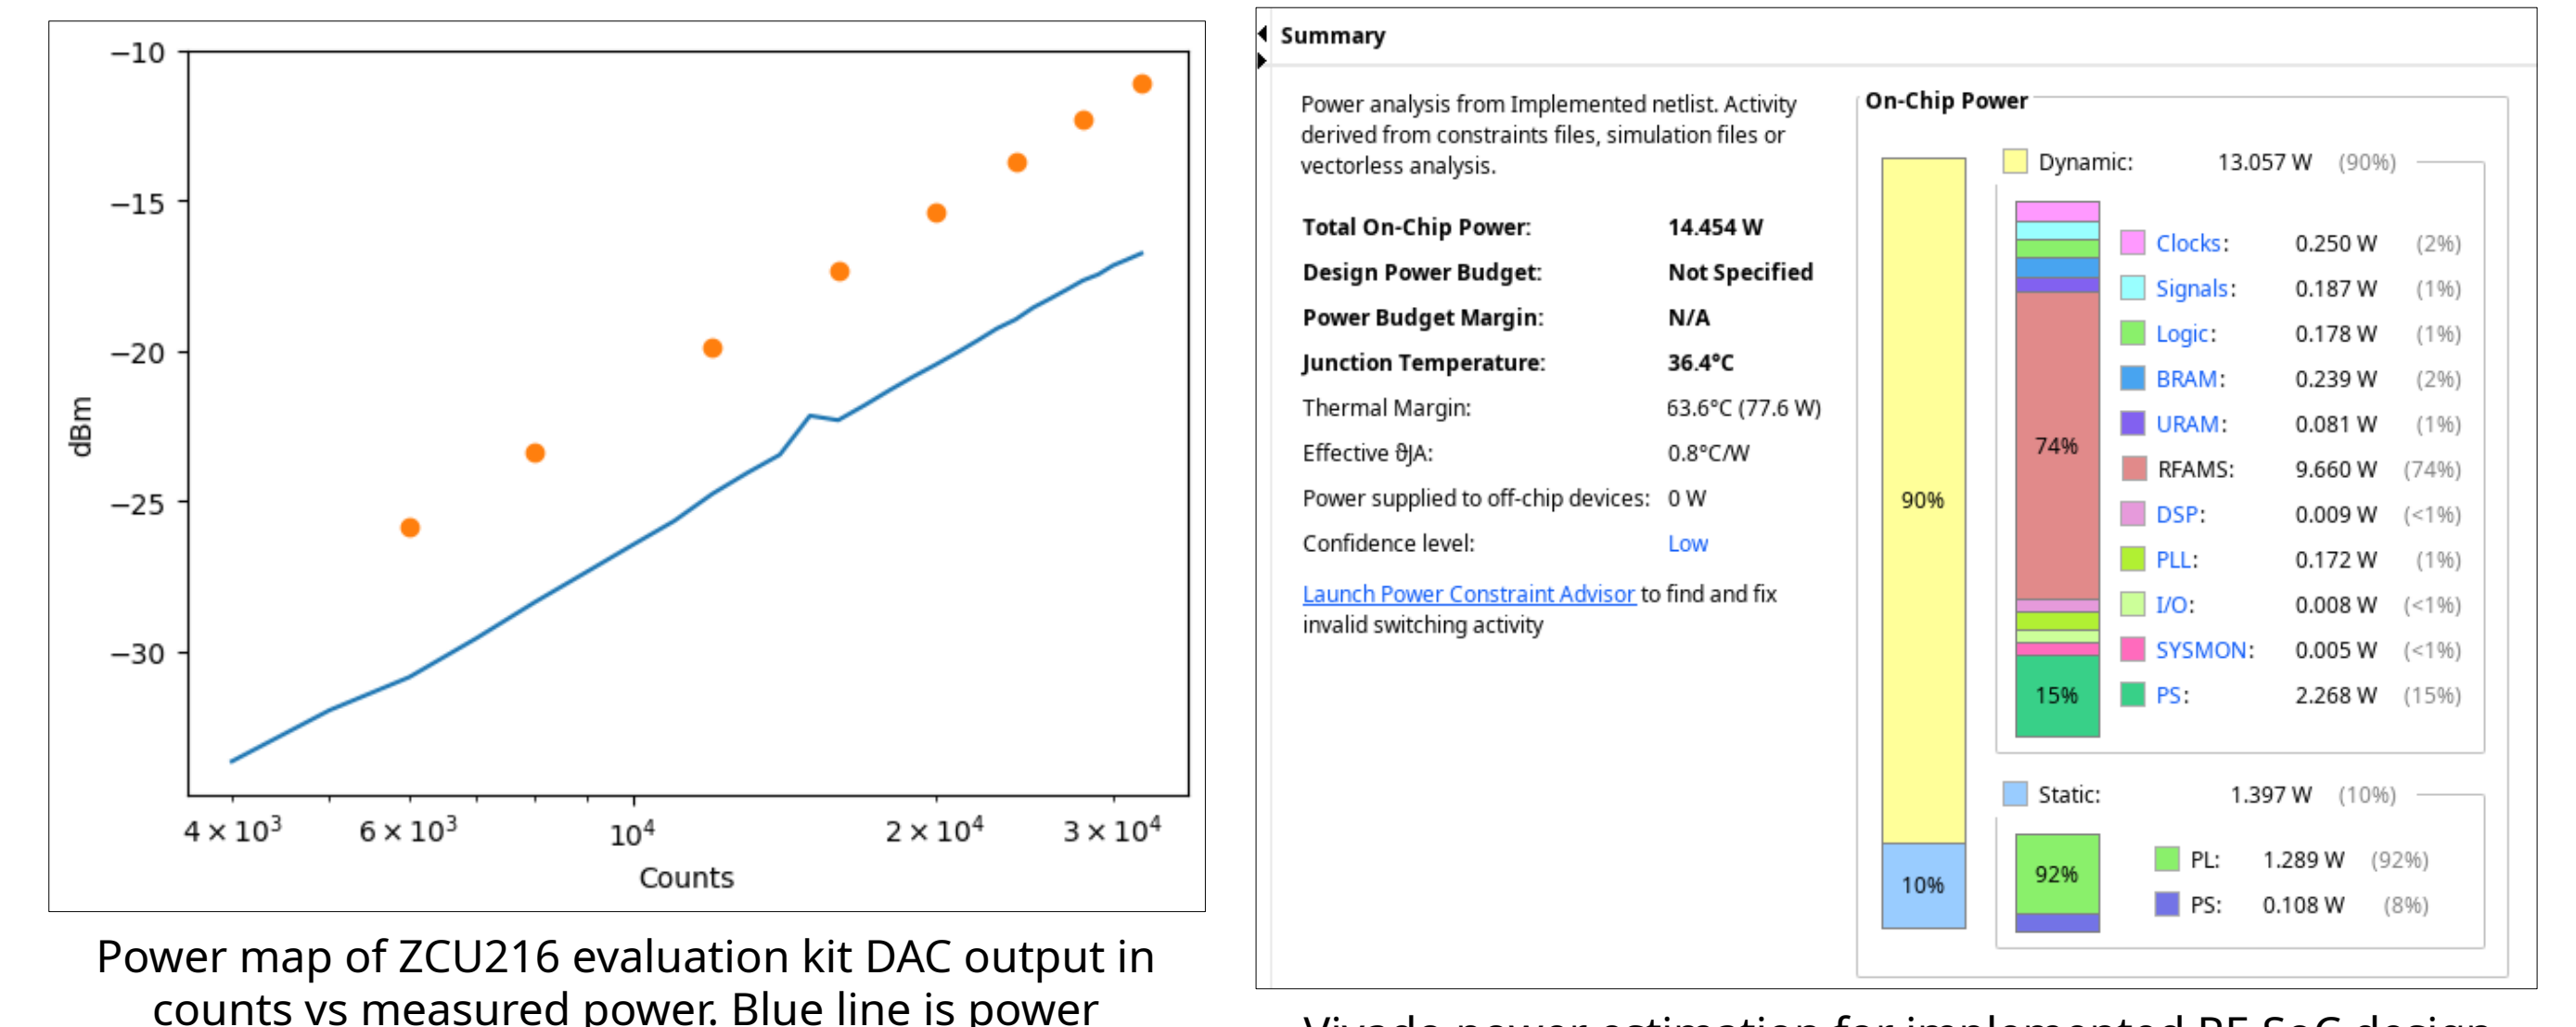 −10
−15
−20
−25
−30
dBm
4 × 10³
6 × 10³
10⁴
2 × 10⁴
3 × 10⁴
Counts
Power map of ZCU216 evaluation kit DAC output in
counts vs measured power. Blue line is power
Summary
Power analysis from Implemented netlist. Activity
derived from constraints files, simulation files or
vectorless analysis.
Total On-Chip Power: 14.454 W
Design Power Budget: Not Specified
Power Budget Margin: N/A
Junction Temperature: 36.4°C
Thermal Margin: 63.6°C (77.6 W)
Effective ϑJA: 0.8°C/W
Power supplied to off-chip devices: 0 W
Confidence level: Low
Launch Power Constraint Advisor to find and fix
invalid switching activity
On-Chip Power
90%
10%
Dynamic: 13.057 W (90%)
74%
15%
Clocks: 0.250 W (2%)
Signals: 0.187 W (1%)
Logic: 0.178 W (1%)
BRAM: 0.239 W (2%)
URAM: 0.081 W (1%)
RFAMS: 9.660 W (74%)
DSP: 0.009 W (<1%)
PLL: 0.172 W (1%)
I/O: 0.008 W (<1%)
SYSMON: 0.005 W (<1%)
PS: 2.268 W (15%)
Static: 1.397 W (10%)
92%
PL: 1.289 W (92%)
PS: 0.108 W (8%)
Vivado power estimation for implemented RF SoC design